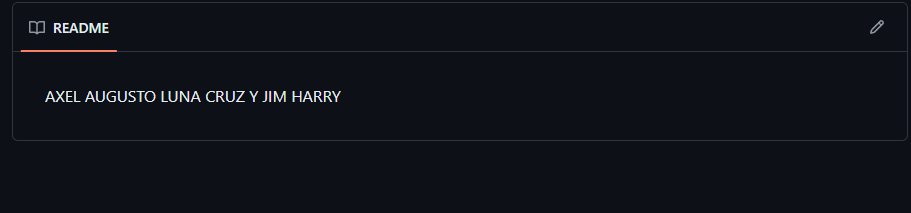 README
AXEL AUGUSTO LUNA CRUZ Y JIM HARRY